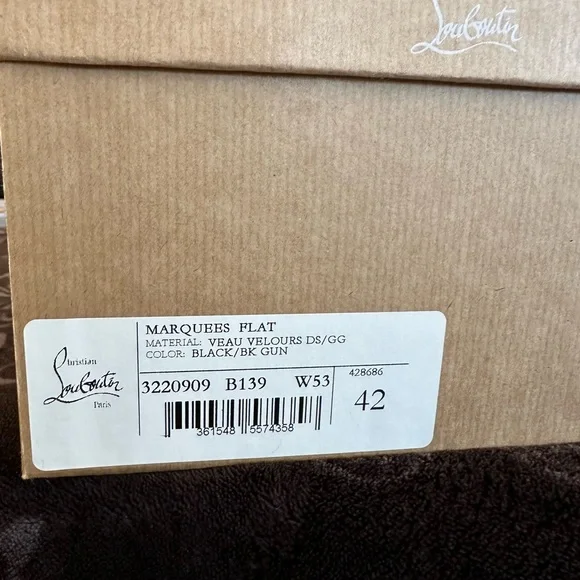 Louboutin
MARQUEES FLAT
MATERIAL: VEAU VELOURS DS/GG
COLOR: BLACK/BK GUN
Christian
Louboutin
Paris
3220909 B139 W53
428686
42
361548 5574358